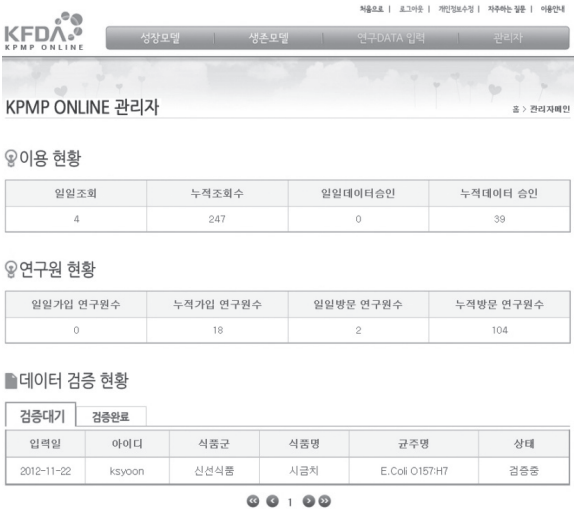 처음으로 | 로그아웃 | 개인정보수정 | 자주하는 질문 | 이용안내
KFDA
KPMP ONLINE
성장모델 | 생존모델 | 연구DATA 입력 | 관리자
KPMP ONLINE 관리자
홈 > 관리자메인
이용 현황
일일조회 누적조회수 일일데이터승인 누적데이터 승인
4 247 0 39
연구원 현황
일일가입 연구원수 누적가입 연구원수 일일방문 연구원수 누적방문 연구원수
0 18 2 104
데이터 검증 현황
검증대기 검증완료
입력일 아이디 식품군 식품명 균주명 상태
2012-11-22 ksyoon 신선식품 시금치 E.Coli O157:H7 검증중
1